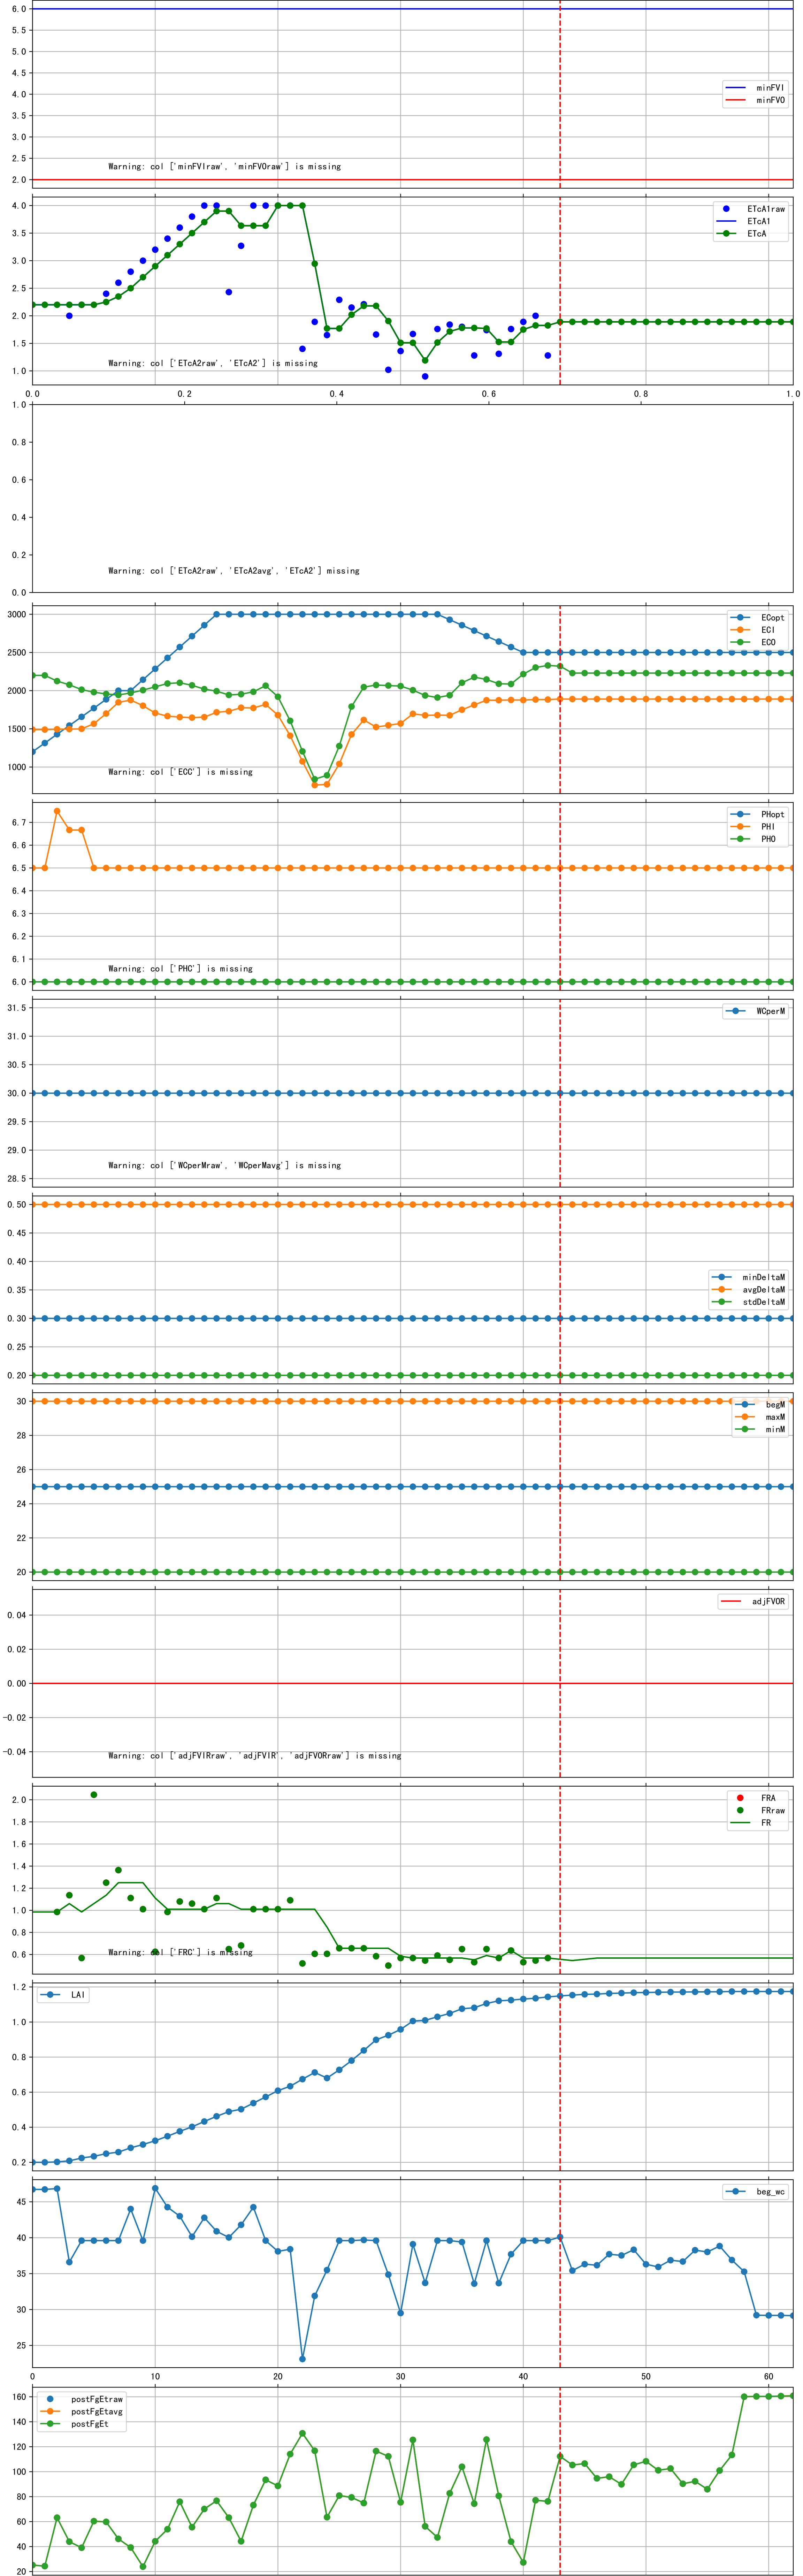 6.0
5.5
5.0
4.5
4.0
3.5
3.0
2.5
2.0
minFVI
minFVO
Warning: col ['minFVIraw', 'minFVOraw'] is missing
4.0
3.5
3.0
2.5
2.0
1.5
1.0
ETcA1raw
ETcA1
ETcA
Warning: col ['ETcA2raw', 'ETcA2'] is missing
0.0 0.2 0.4 0.6 0.8 1.0
1.0
0.8
0.6
0.4
0.2
0.0
Warning: col ['ETcA2raw', 'ETcA2avg', 'ETcA2'] missing
3000
2500
2000
1500
1000
ECopt
ECI
ECO
Warning: col ['ECC'] is missing
6.7
6.6
6.5
6.4
6.3
6.2
6.1
6.0
PHopt
PHI
PHO
Warning: col ['PHC'] is missing
31.5
31.0
30.5
30.0
29.5
29.0
28.5
WCperM
Warning: col ['WCperMraw', 'WCperMavg'] is missing
0.50
0.45
0.40
0.35
0.30
0.25
0.20
minDeltaM
avgDeltaM
stdDeltaM
30
28
26
24
22
20
begM
maxM
minM
0.04
0.02
0.00
-0.02
-0.04
adjFVOR
Warning: col ['adjFVIRraw', 'adjFVIR', 'adjFVORraw'] is missing
2.0
1.8
1.6
1.4
1.2
1.0
0.8
0.6
FRA
FRraw
FR
Warning: col ['FRC'] is missing
1.2
1.0
0.8
0.6
0.4
0.2
LAI
45
40
35
30
25
beg_wc
0 10 20 30 40 50 60
160
140
120
100
80
60
40
20
postFgEtraw
postFgEtavg
postFgEt